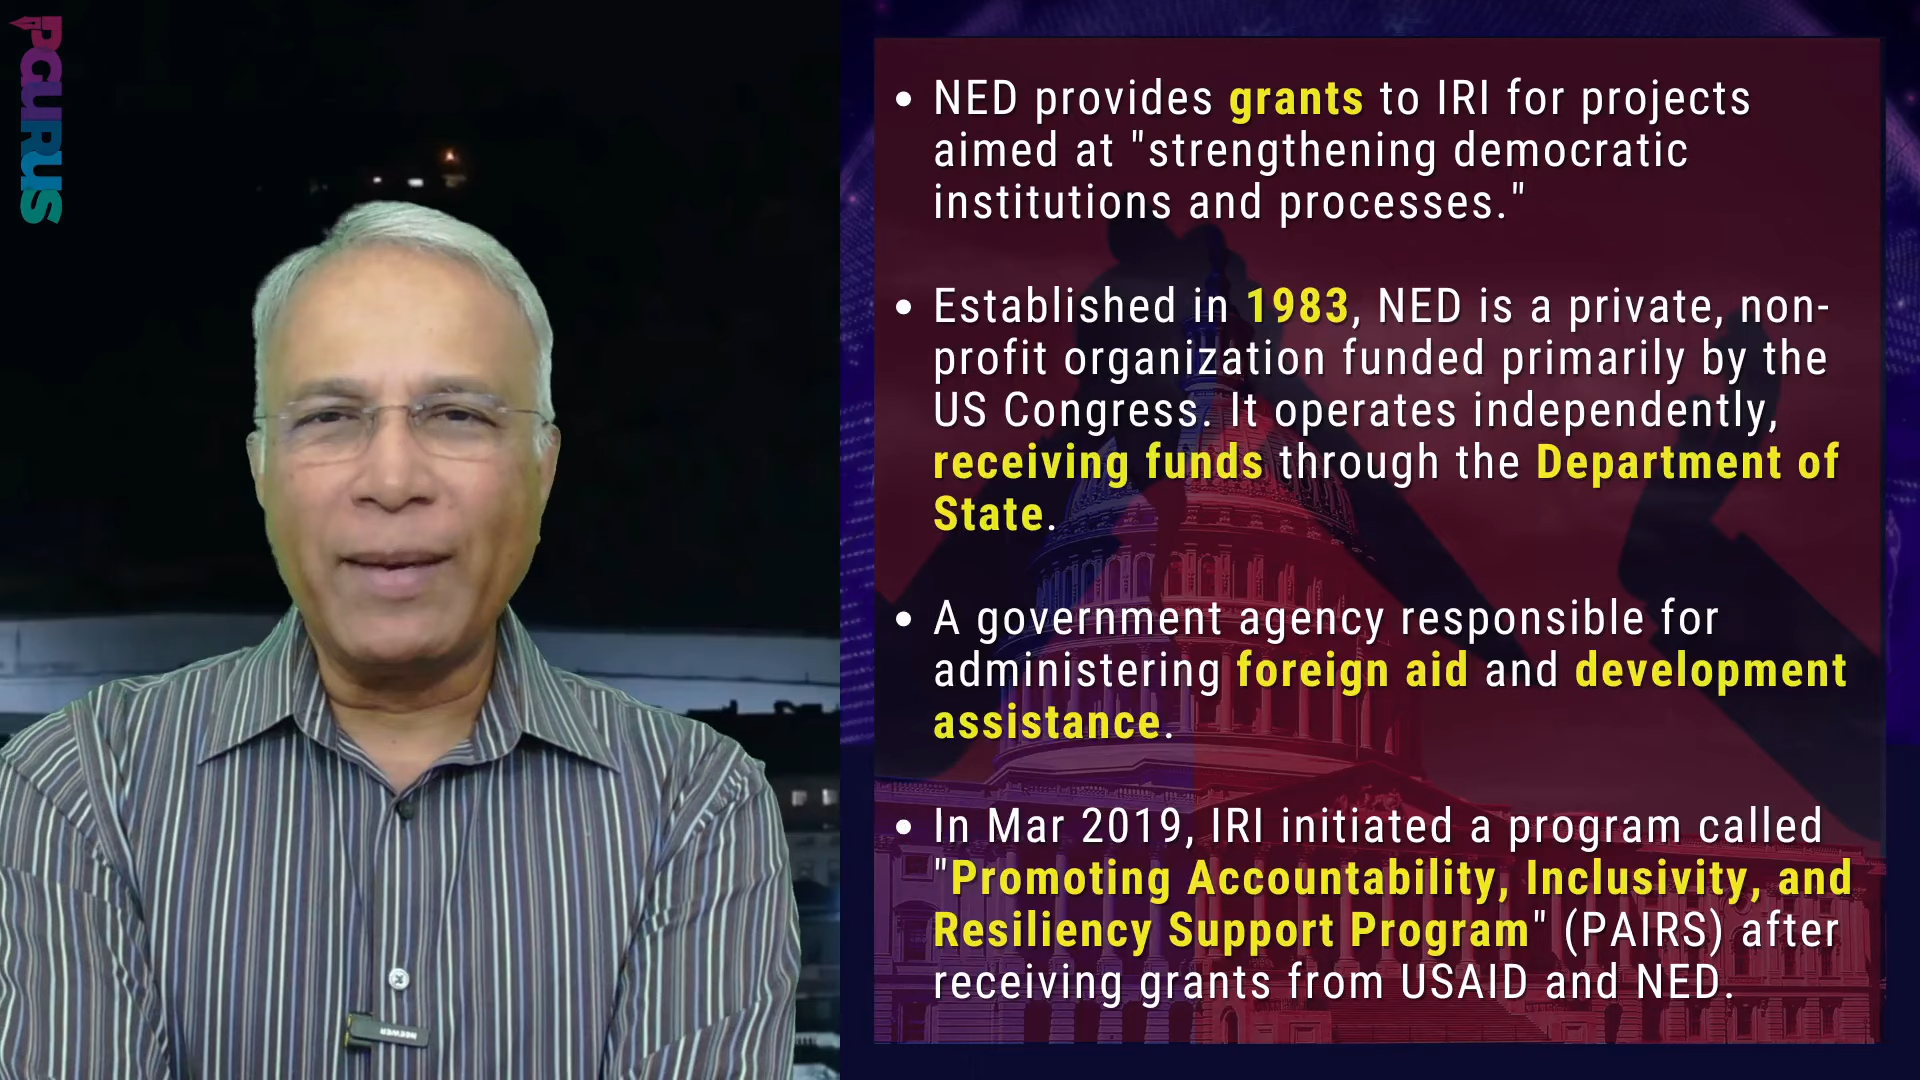 PGURUS
• NED provides grants to IRI for projects
aimed at "strengthening democratic
institutions and processes."
• Established in 1983, NED is a private, non-
profit organization funded primarily by the
US Congress. It operates independently,
receiving funds through the Department of
State.
• A government agency responsible for
administering foreign aid and development
assistance.
• In Mar 2019, IRI initiated a program called
"Promoting Accountability, Inclusivity, and
Resiliency Support Program" (PAIRS) after
receiving grants from USAID and NED.
NEEWER